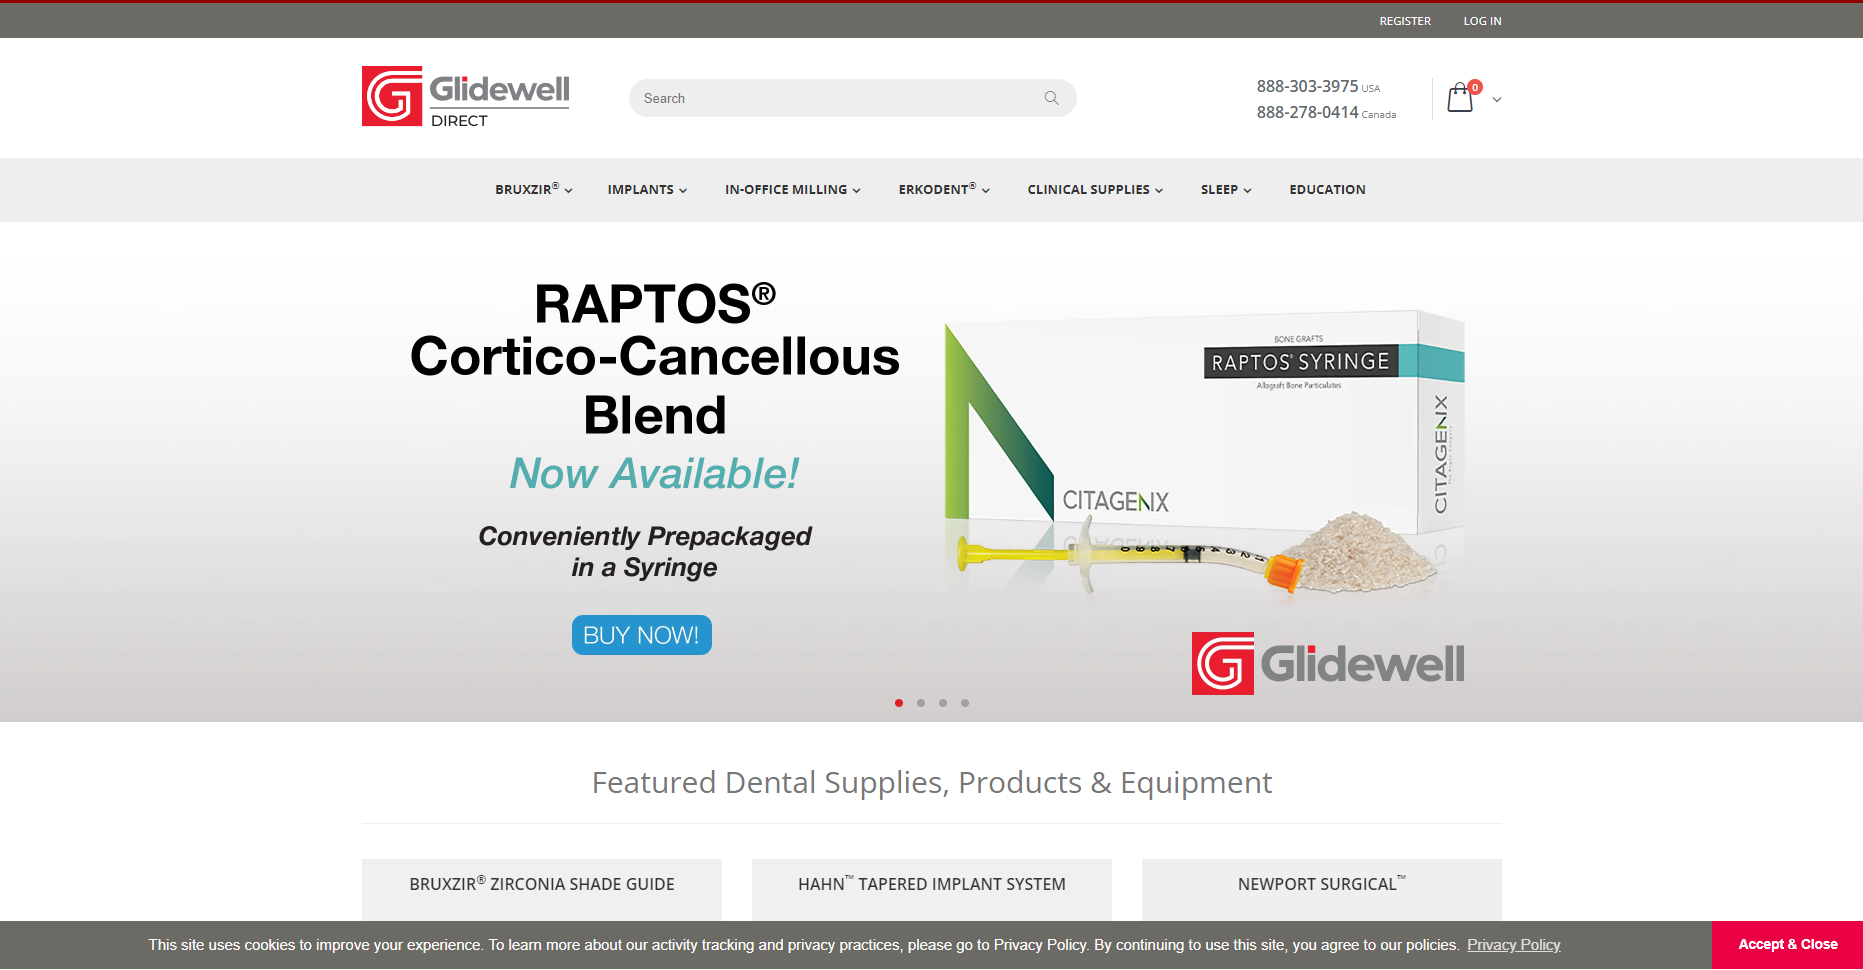 REGISTER LOG IN
Glidewell
DIRECT
Search
888-303-3975 USA
888-278-0414 Canada
0
BRUXZIR® IMPLANTS IN-OFFICE MILLING ERKODENT® CLINICAL SUPPLIES SLEEP EDUCATION
RAPTOS®
Cortico-Cancellous
Blend
Now Available!
Conveniently Prepackaged
in a Syringe
BUY NOW!
BONE GRAFTS
RAPTOS® SYRINGE
Allograft Bone Particulates
CITAGENIX
CITAGENIX
Glidewell
Featured Dental Supplies, Products & Equipment
BRUXZIR® ZIRCONIA SHADE GUIDE
HAHN™ TAPERED IMPLANT SYSTEM
NEWPORT SURGICAL™
This site uses cookies to improve your experience. To learn more about our activity tracking and privacy practices, please go to Privacy Policy. By continuing to use this site, you agree to our policies. Privacy Policy
Accept & Close